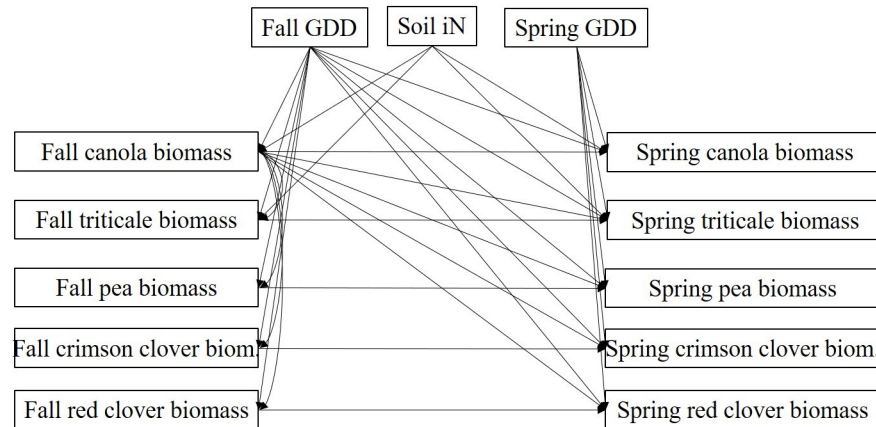 Fall GDD
Soil iN
Spring GDD
Fall canola biomass
Spring canola biomass
Fall triticale biomass
Spring triticale biomass
Fall pea biomass
Spring pea biomass
Fall crimson clover biom.
Spring crimson clover biom.
Fall red clover biomass
Spring red clover biomass